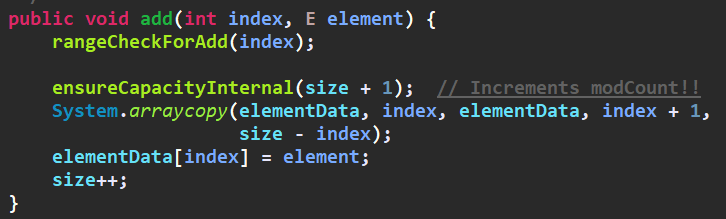 public void add(int index, E element) {
    rangeCheckForAdd(index);

    ensureCapacityInternal(size + 1);  // Increments modCount!!
    System.arraycopy(elementData, index, elementData, index + 1,
                     size - index);
    elementData[index] = element;
    size++;
}